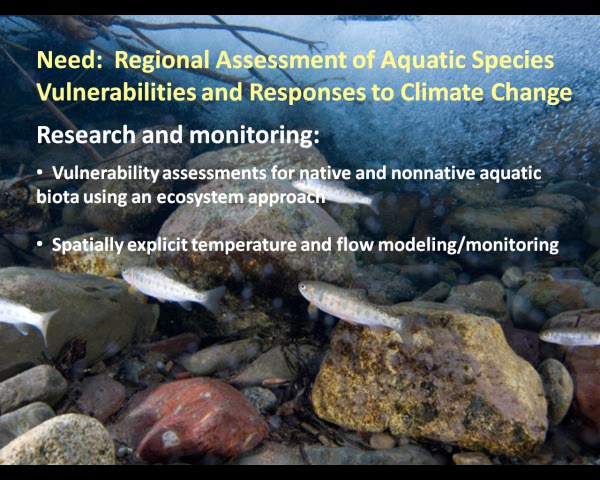 Need: Regional Assessment of Aquatic Species
Vulnerabilities and Responses to Climate Change
Research and monitoring:
• Vulnerability assessments for native and nonnative aquatic
biota using an ecosystem approach
• Spatially explicit temperature and flow modeling/monitoring